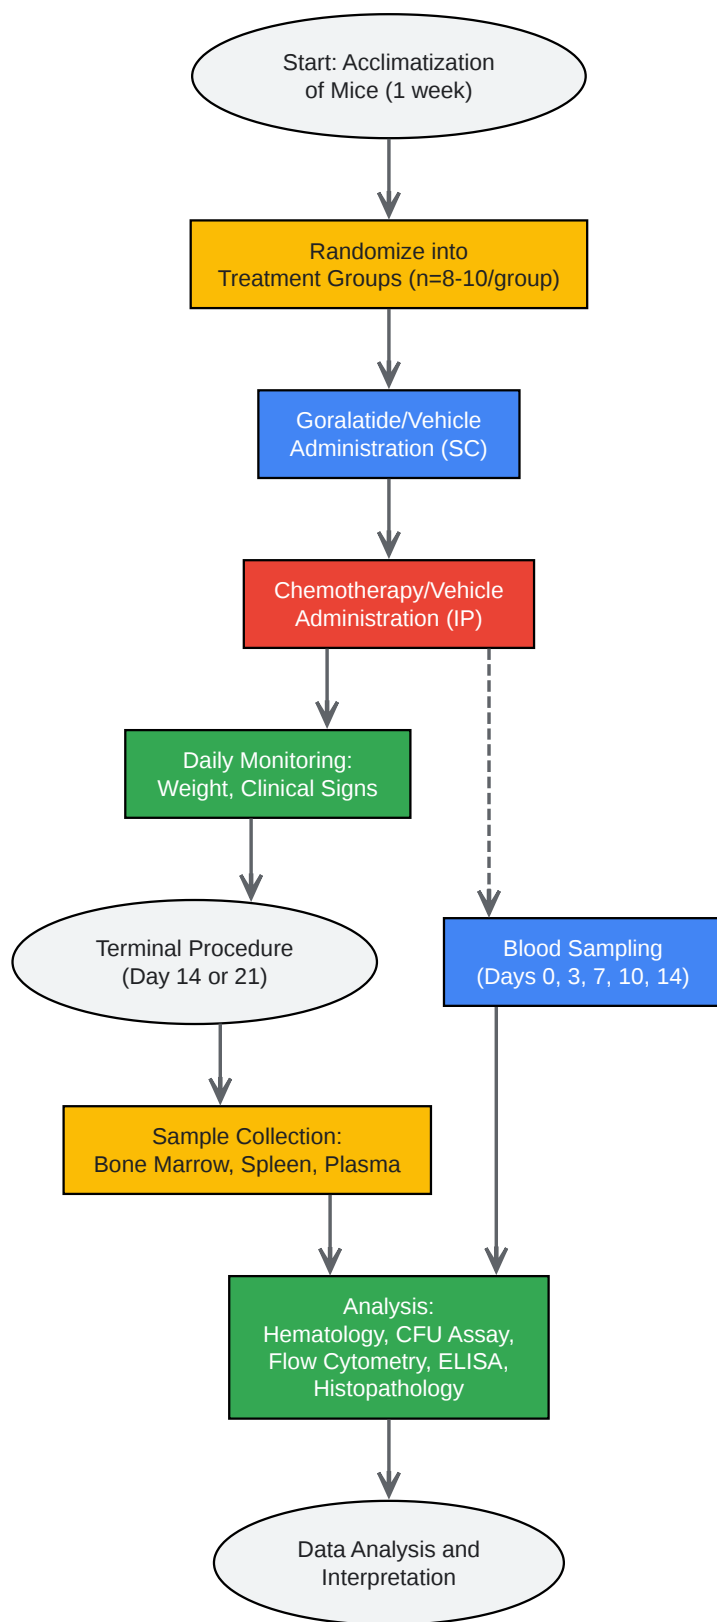 Start: Acclimatization
of Mice (1 week)
Randomize into
Treatment Groups (n=8-10/group)
Goralatide/Vehicle
Administration (SC)
Chemotherapy/Vehicle
Administration (IP)
Daily Monitoring:
Weight, Clinical Signs
Terminal Procedure
(Day 14 or 21)
Blood Sampling
(Days 0, 3, 7, 10, 14)
Sample Collection:
Bone Marrow, Spleen, Plasma
Analysis:
Hematology, CFU Assay,
Flow Cytometry, ELISA,
Histopathology
Data Analysis and
Interpretation